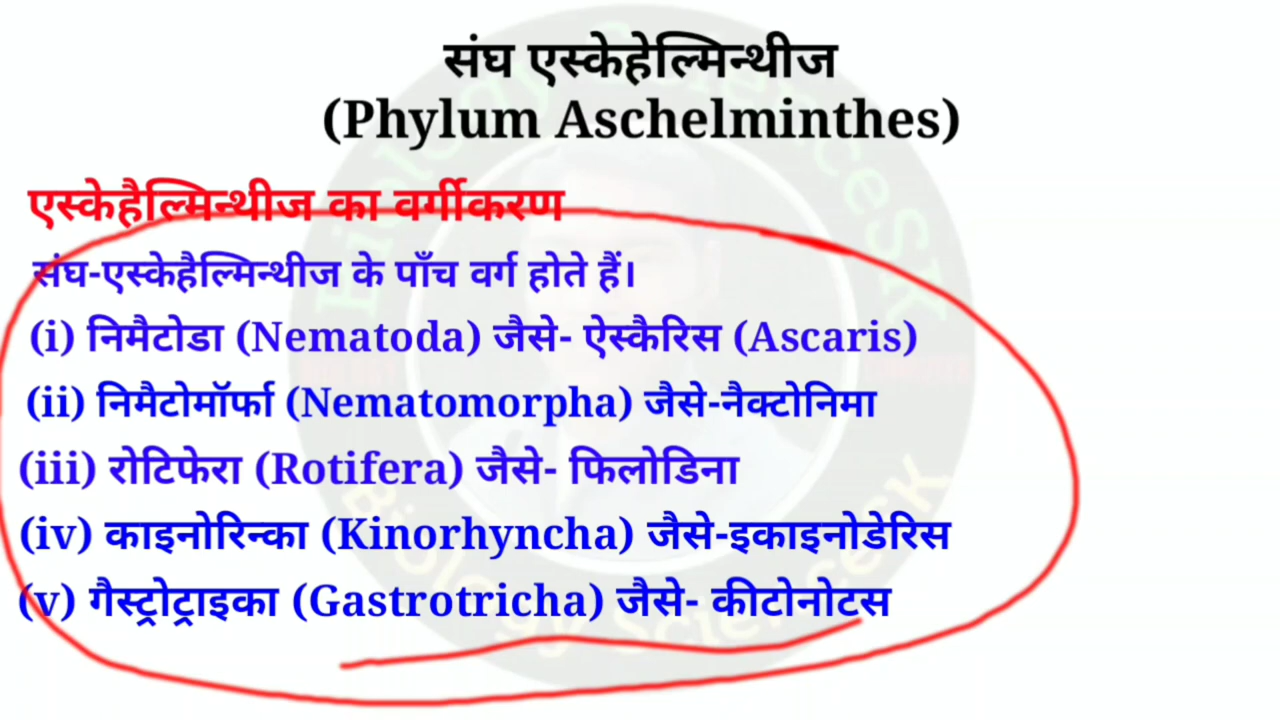 संघ एस्केहेल्मिन्थीज
(Phylum Aschelminthes)
एस्केहैल्मिन्थीज का वर्गीकरण
संघ-एस्केहैल्मिन्थीज के पाँच वर्ग होते हैं।
(i) निमैटोडा (Nematoda) जैसे- ऐस्कैरिस (Ascaris)
(ii) निमैटोमॉर्फा (Nematomorpha) जैसे-नैक्टोनिमा
(iii) रोटिफेरा (Rotifera) जैसे- फिलोडिना
(iv) काइनोरिन्का (Kinorhyncha) जैसे-इकाइनोडेरिस
(v) गैस्ट्रोट्राइका (Gastrotricha) जैसे- कीटोनोटस